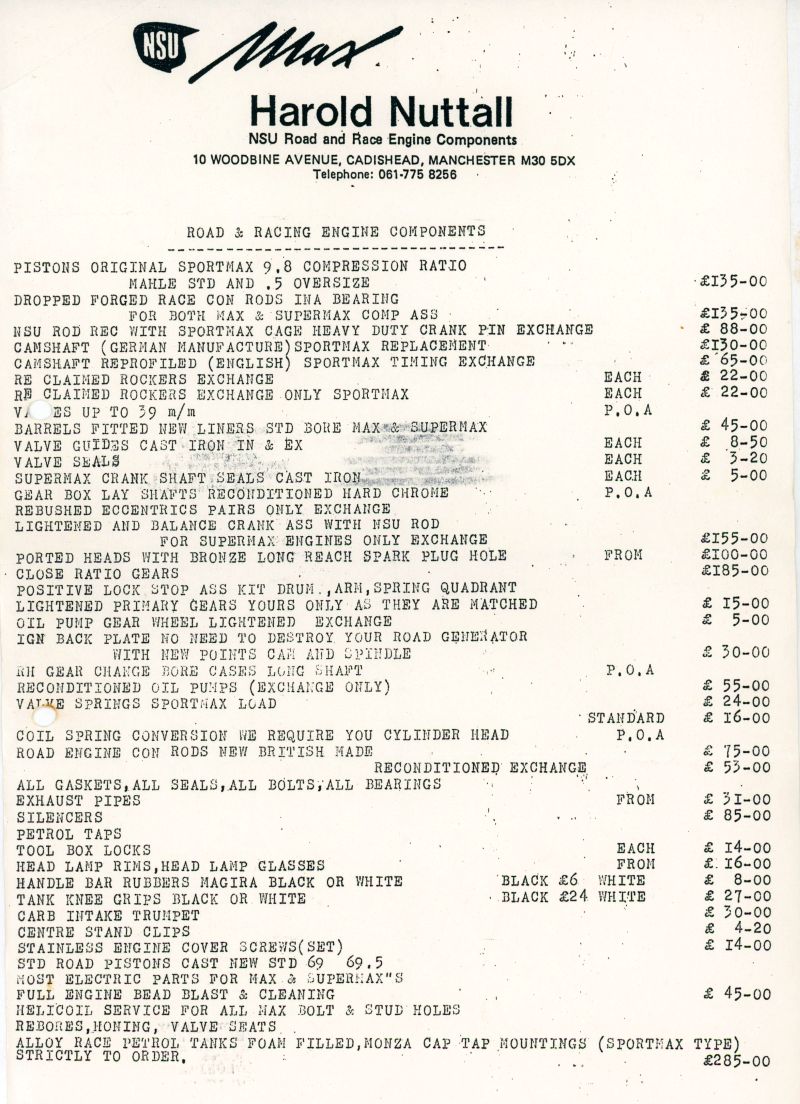 NSU Max
Harold Nuttall
NSU Road and Race Engine Components
10 WOODBINE AVENUE, CADISHEAD, MANCHESTER M30 5DX
Telephone: 061-775 8256
ROAD & RACING ENGINE COMPONENTS
PISTONS ORIGINAL SPORTMAX 9.8 COMPRESSION RATIO
MAHLE STD AND .5 OVERSIZE £135-00
DROPPED FORGED RACE CON RODS INA BEARING
FOR BOTH MAX & SUPERMAX COMP ASS £135-00
NSU ROD REC WITH SPORTMAX CAGE HEAVY DUTY CRANK PIN EXCHANGE £ 88-00
CAMSHAFT (GERMAN MANUFACTURE)SPORTMAX REPLACEMENT £130-00
CAMSHAFT REPROFILED (ENGLISH) SPORTMAX TIMING EXCHANGE £ 65-00
RE CLAIMED ROCKERS EXCHANGE EACH £ 22-00
RE CLAIMED ROCKERS EXCHANGE ONLY SPORTMAX EACH £ 22-00
UP TO 39 m/m P.O.A
BARRELS FITTED NEW LINERS STD BORE MAX & SUPERMAX £ 45-00
VALVE GUIDES CAST IRON IN & EX EACH £ 8-50
VALVE SEALS EACH £ 3-20
SUPERMAX CRANK SHAFT SEALS CAST IRON EACH £ 5-00
GEAR BOX LAY SHAFTS RECONDITIONED HARD CHROME P.O.A
REBUSHED ECCENTRICS PAIRS ONLY EXCHANGE
LIGHTENED AND BALANCE CRANK ASS WITH NSU ROD
FOR SUPERMAX ENGINES ONLY EXCHANGE £155-00
PORTED HEADS WITH BRONZE LONG REACH SPARK PLUG HOLE FROM £100-00
CLOSE RATIO GEARS £185-00
POSITIVE LOCK STOP ASS KIT DRUM.,ARM,SPRING QUADRANT
LIGHTENED PRIMARY GEARS YOURS ONLY AS THEY ARE MATCHED £ 15-00
OIL PUMP GEAR WHEEL LIGHTENED EXCHANGE £ 5-00
IGN BACK PLATE NO NEED TO DESTROY YOUR ROAD GENERATOR
WITH NEW POINTS CAM AND SPINDLE £ 30-00
RH GEAR CHANGE BORE CASES LONG SHAFT P.O.A
RECONDITIONED OIL PUMPS (EXCHANGE ONLY) £ 55-00
VALVE SPRINGS SPORTMAX LOAD £ 24-00
STANDARD £ 16-00
COIL SPRING CONVERSION WE REQUIRE YOU CYLINDER HEAD P.O.A
ROAD ENGINE CON RODS NEW BRITISH MADE £ 75-00
RECONDITIONED EXCHANGE £ 53-00
ALL GASKETS,ALL SEALS,ALL BOLTS,ALL BEARINGS
EXHAUST PIPES FROM £ 31-00
SILENCERS £ 85-00
PETROL TAPS
TOOL BOX LOCKS EACH £ 14-00
HEAD LAMP RIMS,HEAD LAMP GLASSES FROM £ 16-00
HANDLE BAR RUBBERS MAGIRA BLACK OR WHITE BLACK £6 WHITE £ 8-00
TANK KNEE GRIPS BLACK OR WHITE BLACK £24 WHITE £ 27-00
CARB INTAKE TRUMPET £ 30-00
CENTRE STAND CLIPS £ 4-20
STAINLESS ENGINE COVER SCREWS(SET) £ 14-00
STD ROAD PISTONS CAST NEW STD 69 69.5
MOST ELECTRIC PARTS FOR MAX & SUPERMAX"S
FULL ENGINE BEAD BLAST & CLEANING £ 45-00
HELICOIL SERVICE FOR ALL MAX BOLT & STUD HOLES
REBORES,HONING, VALVE SEATS
ALLOY RACE PETROL TANKS FOAM FILLED,MONZA CAP TAP MOUNTINGS (SPORTMAX TYPE)
STRICTLY TO ORDER. £285-00